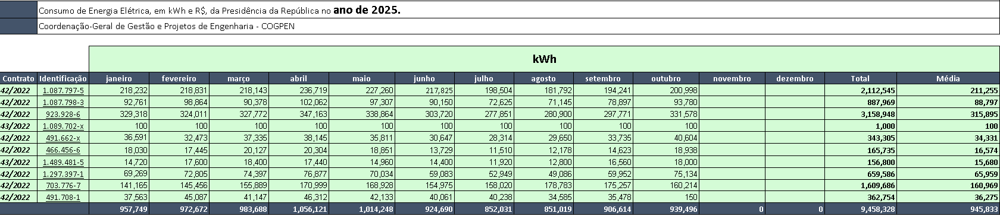 Consumo de Energia Elétrica, em kWh e R$, da Presidência da República no ano de 2025.
Coordenação-Geral de Gestão e Projetos de Engenharia - COGPEN
kWh
Contrato Identificação janeiro fevereiro março abril maio junho julho agosto setembro outubro novembro dezembro Total Média
42/2022 1.087.797-5 218,232 218,831 218,143 236,719 227,260 217,825 198,504 181,792 194,241 200,998 2,112,545 211,255
42/2022 1.087.798-3 92,761 98,864 90,378 102,062 97,307 90,150 72,625 71,145 78,897 93,780 887,969 88,797
42/2022 923.928-6 329,318 324,011 327,772 347,163 338,864 303,720 277,851 280,900 297,771 331,578 3,158,948 315,895
43/2022 1.089.702-x 100 100 100 100 100 100 100 100 100 100 1,000 100
42/2022 491.662-x 36,591 32,473 37,335 38,145 35,811 30,647 28,314 29,650 33,735 40,604 343,305 34,331
42/2022 466.456-6 18,030 17,445 20,127 20,304 18,851 13,729 11,510 12,178 14,623 18,938 165,735 16,574
43/2022 1.489.481-5 14,720 17,600 18,400 17,440 14,960 14,400 11,920 12,800 16,560 18,000 156,800 15,680
42/2022 1.297.397-1 69,269 72,805 74,397 76,877 70,034 59,083 52,949 49,086 59,952 75,134 659,586 65,959
42/2022 703.776-7 141,165 145,456 155,889 170,999 168,928 154,975 158,020 178,783 175,257 160,214 1,609,686 160,969
42/2022 491.708-1 37,563 45,087 41,147 46,312 42,133 40,061 40,238 34,585 35,478 150 362,754 36,275
957,749 972,672 983,688 1,056,121 1,014,248 924,690 852,031 851,019 906,614 939,496 0 0 9,458,328 945,833